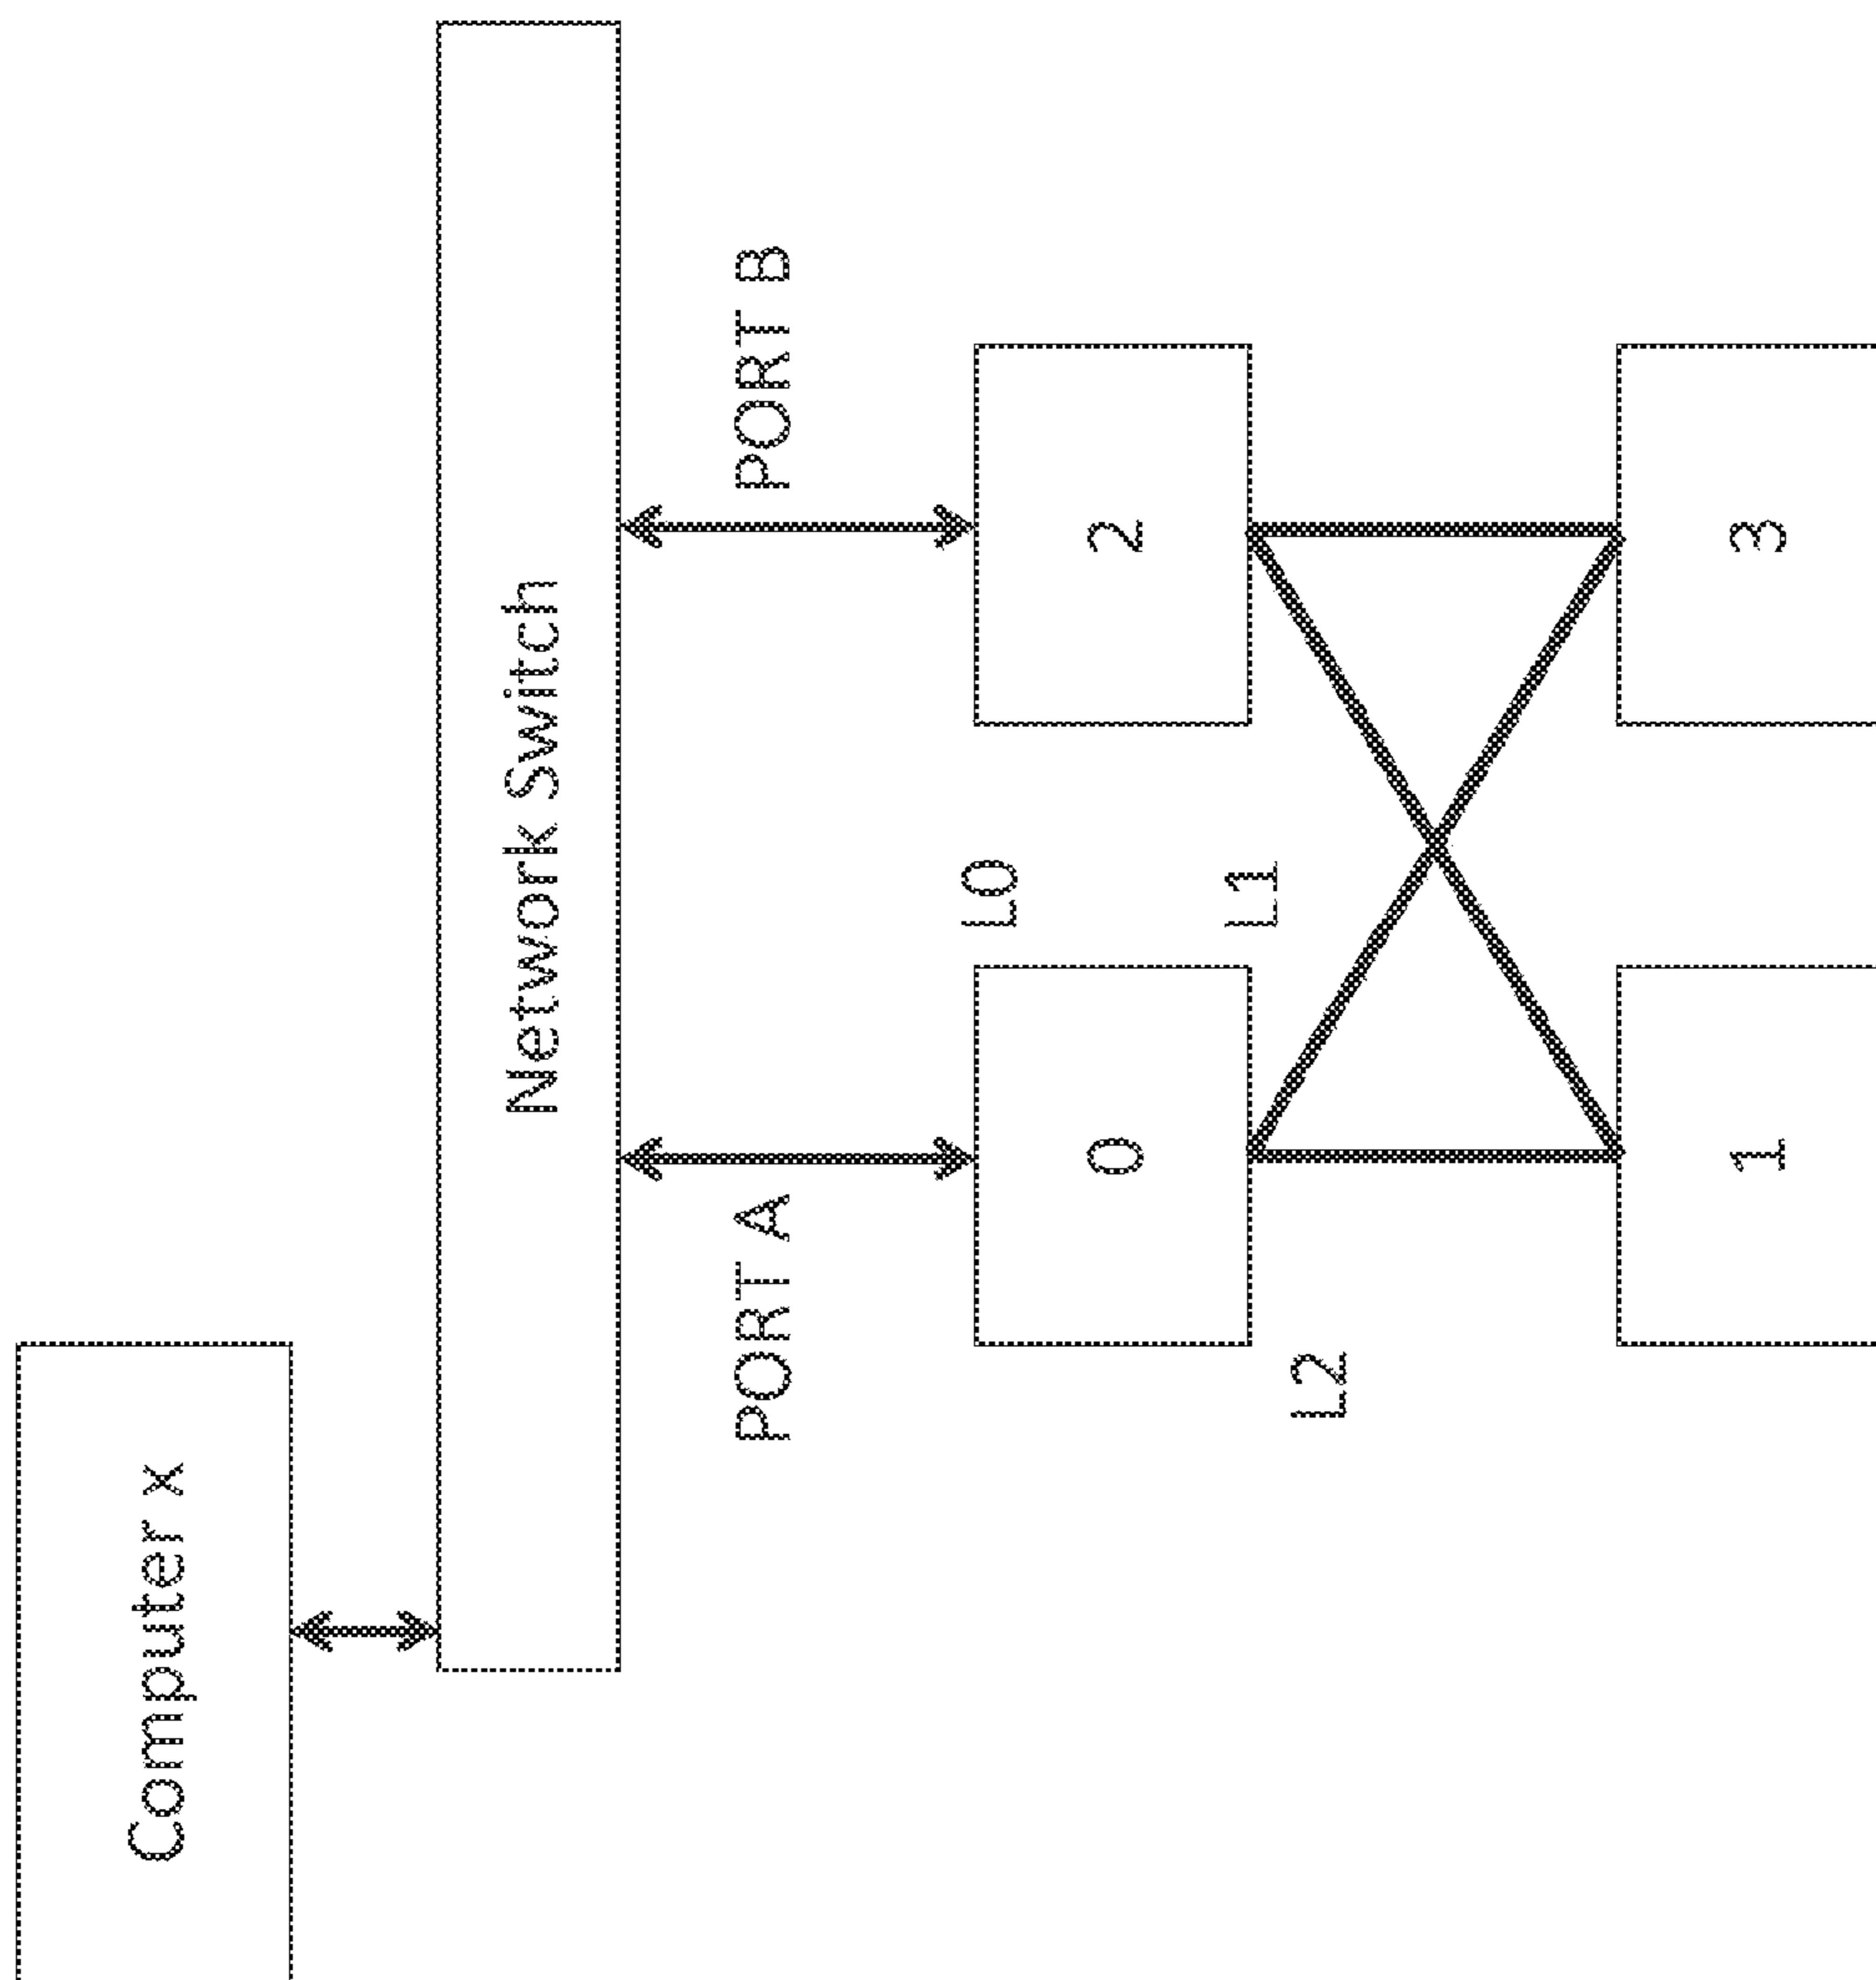 Computer x
Network Switch
PORT A
PORT B
L0
0
2
L1
L2
1
3